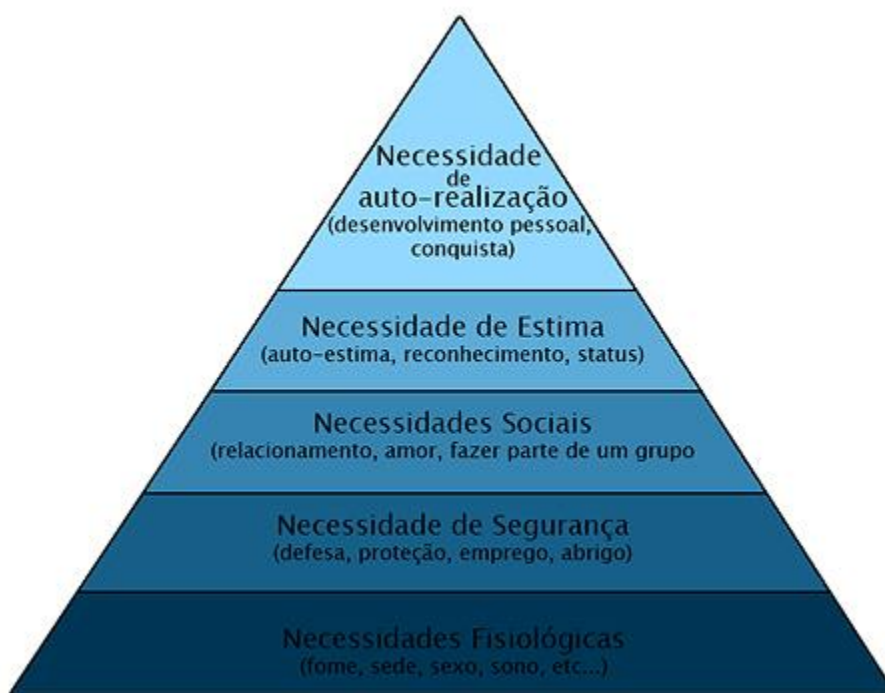 Necessidade
de
auto-realização
(desenvolvimento pessoal,
conquista)
Necessidade de Estima
(auto-estima, reconhecimento, status)
Necessidades Sociais
(relacionamento, amor, fazer parte de um grupo
Necessidade de Segurança
(defesa, proteção, emprego, abrigo)
Necessidades Fisiológicas
(fome, sede, sexo, sono, etc...)